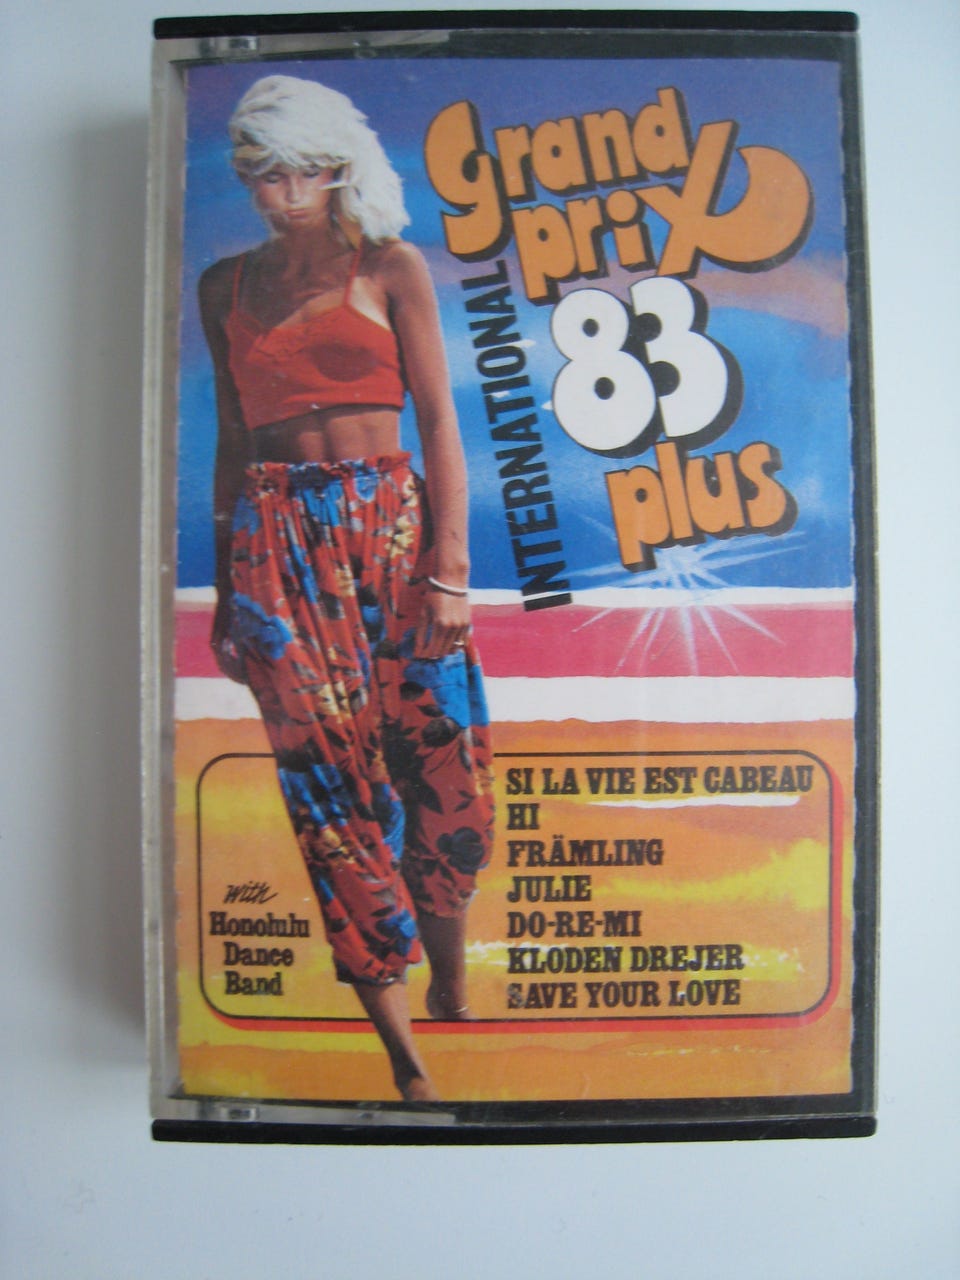 Grand
prix
83
plus
INTERNATIONAL
SI LA VIE EST CABEAU
HI
FRÄMLING
JULIE
DO-RE-MI
KLODEN DREJER
SAVE YOUR LOVE
with
Honolulu
Dance
Band